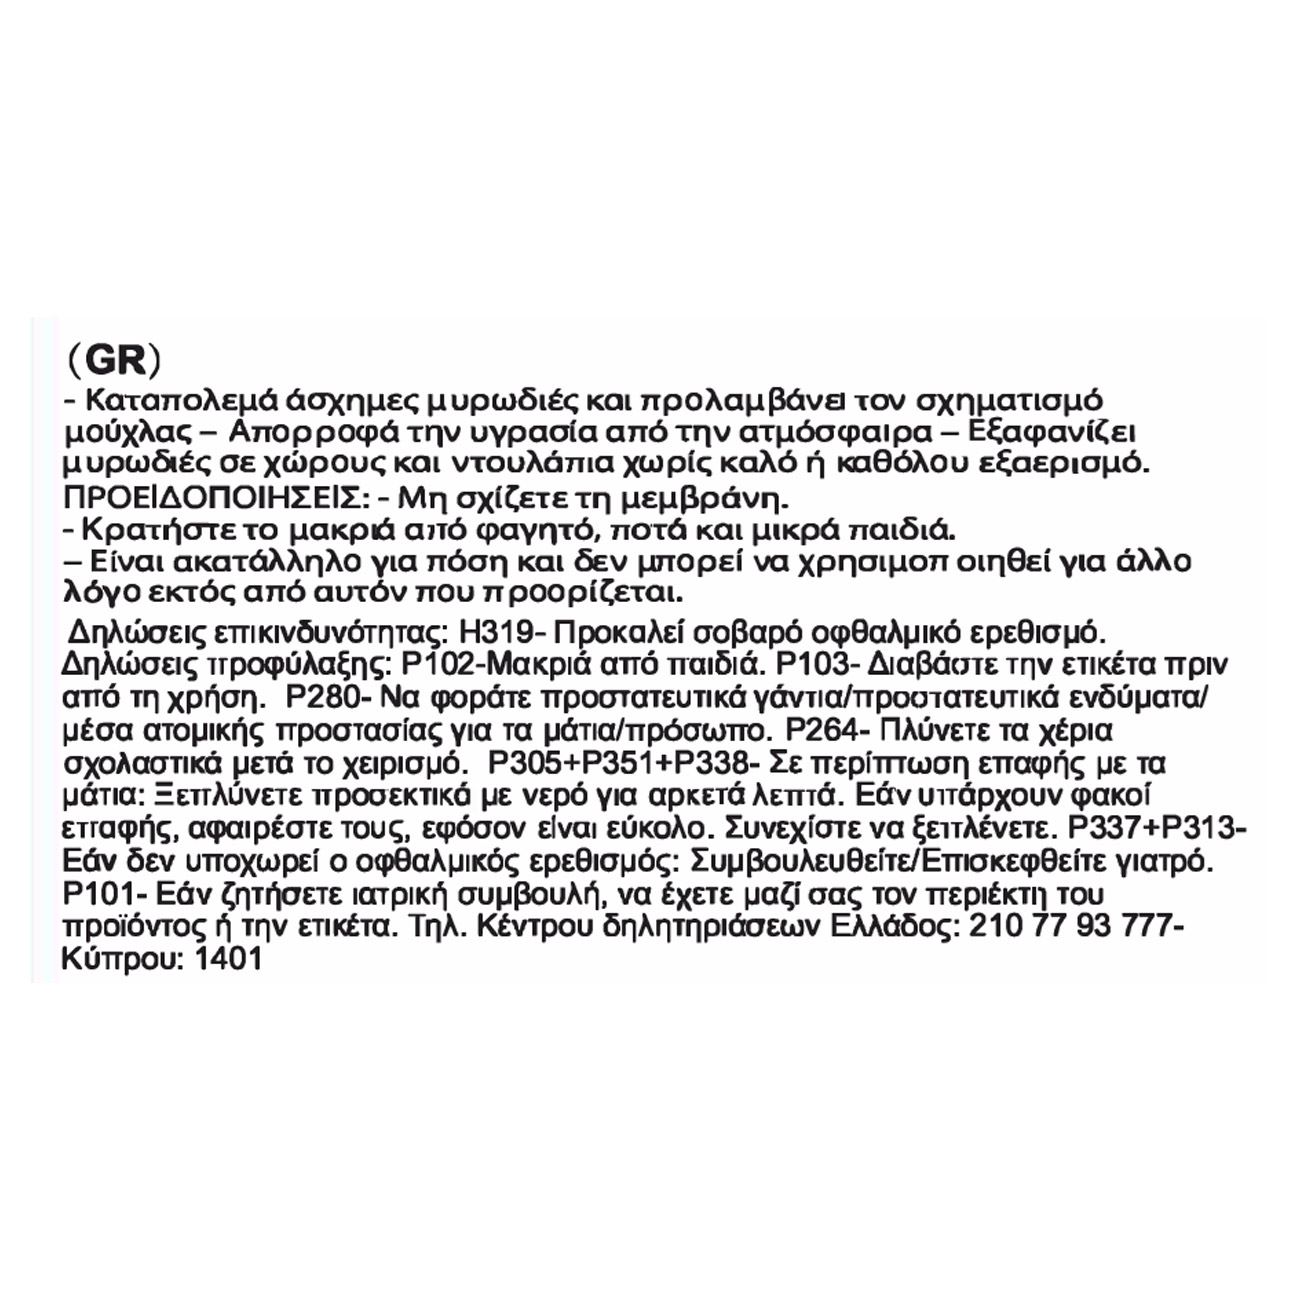 (GR)
- Καταπολεμά άσχημες μυρωδιές και προλαμβάνει τον σχηματισμό
μούχλας – Απορροφά την υγρασία από την ατμόσφαιρα – Εξαφανίζει
μυρωδιές σε χώρους και ντουλάπια χωρίς καλό ή καθόλου εξαερισμό.
ΠΡΟΕΙΔΟΠΟΙΗΣΕΙΣ: - Μη σχίζετε τη μεμβράνη.
- Κρατήστε το μακριά από φαγητό, ποτά και μικρά παιδιά.
– Είναι ακατάλληλο για πόση και δεν μπορεί να χρησιμοπ οιηθεί για άλλο
λόγο εκτός από αυτόν που προορίζεται.
Δηλώσεις επικινδυνότητας: H319- Προκαλεί σοβαρό οφθαλμικό ερεθισμό.
Δηλώσεις προφύλαξης: P102-Μακριά από παιδιά. P103- Διαβάστε την ετικέτα πριν
από τη χρήση. P280- Να φοράτε προστατευτικά γάντια/προστατευτικά ενδύματα/
μέσα ατομικής προστασίας για τα μάτια/πρόσωπο. P264- Πλύνετε τα χέρια
σχολαστικά μετά το χειρισμό. P305+P351+P338- Σε περίπτωση επαφής με τα
μάτια: Ξεπλύνετε προσεκτικά με νερό για αρκετά λεπτά. Εάν υπάρχουν φακοί
επαφής, αφαιρέστε τους, εφόσον είναι εύκολο. Συνεχίστε να ξεπλένετε. P337+P313-
Εάν δεν υποχωρεί ο οφθαλμικός ερεθισμός: Συμβουλευθείτε/Επισκεφθείτε γιατρό.
P101- Εάν ζητήσετε ιατρική συμβουλή, να έχετε μαζί σας τον περιέκτη του
προϊόντος ή την ετικέτα. Τηλ. Κέντρου δηλητηριάσεων Ελλάδος: 210 77 93 777-
Κύπρου: 1401